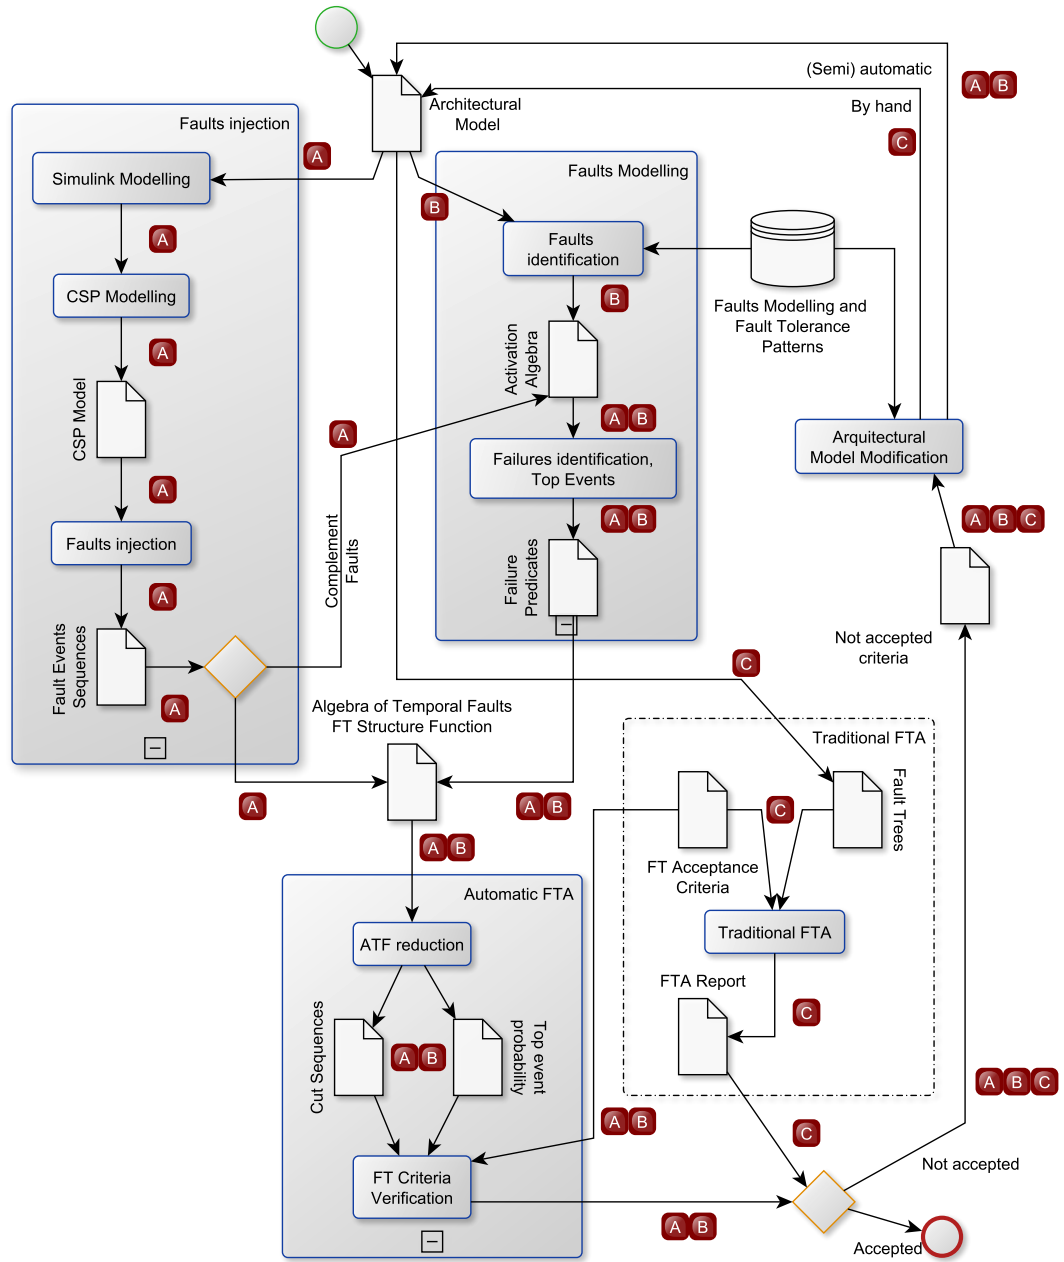 (Semi) automatic
A B
By hand
C
Architectural
Model
Faults injection
A
Simulink Modelling
A
CSP Modelling
A
CSP Model
A
Faults injection
A
Fault Events
Sequences
A
Faults Modelling
B
Faults
identification
B
Activation
Algebra
A B
Failures identification,
Top Events
A B
Failure
Predicates
A
Complement
Faults
Faults Modelling and
Fault Tolerance
Patterns
Arquitectural
Model Modification
A B C
Not accepted
criteria
C
Algebra of Temporal Faults
FT Structure Function
A
A B
A B
Traditional FTA
Fault Trees
C
FT Acceptance
Criteria
Traditional FTA
FTA Report
C
Automatic FTA
ATF reduction
Cut Sequences
A B
Top event
probability
A B
FT Criteria
Verification
A B
C
A B C
Not accepted
Accepted